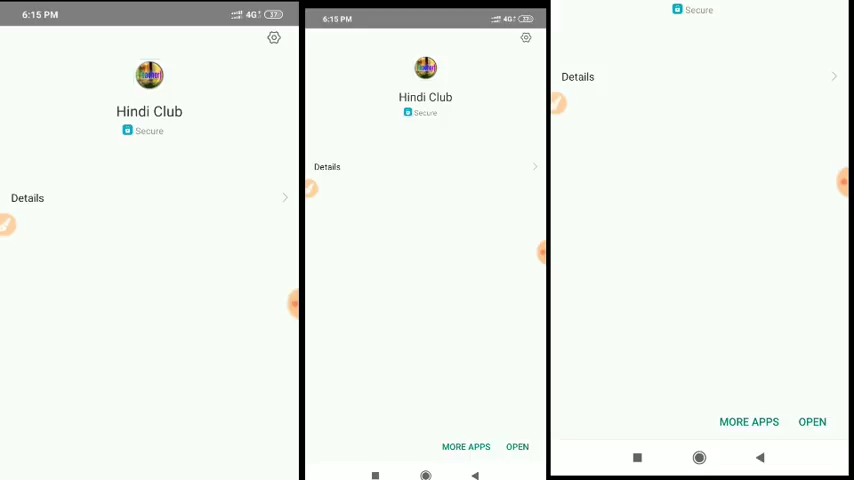 6:15 PM 4G+ 37
Hindi Club
Secure
Details
6:15 PM 4G+
Hindi Club
Secure
Details
MORE APPS OPEN
Secure
Details
MORE APPS OPEN